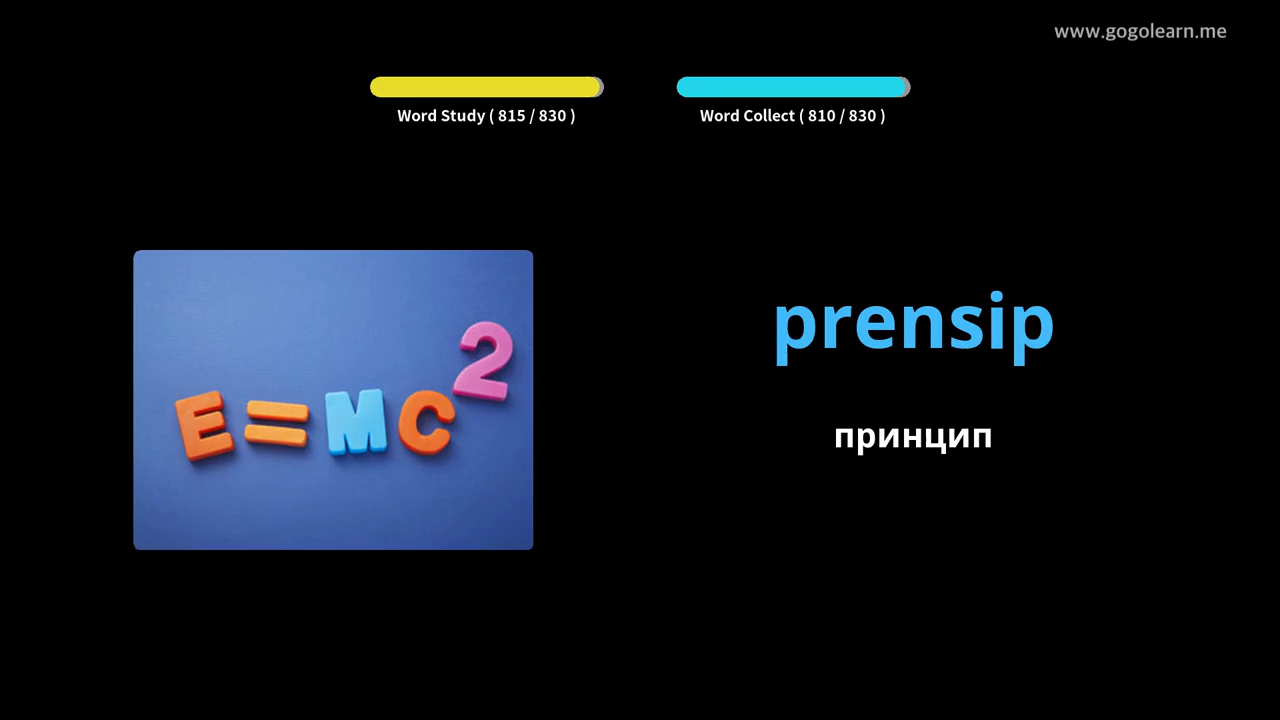 www.gogolearn.me
Word Study ( 815 / 830 )
Word Collect ( 810 / 830 )
E=MC2
prensip
принцип